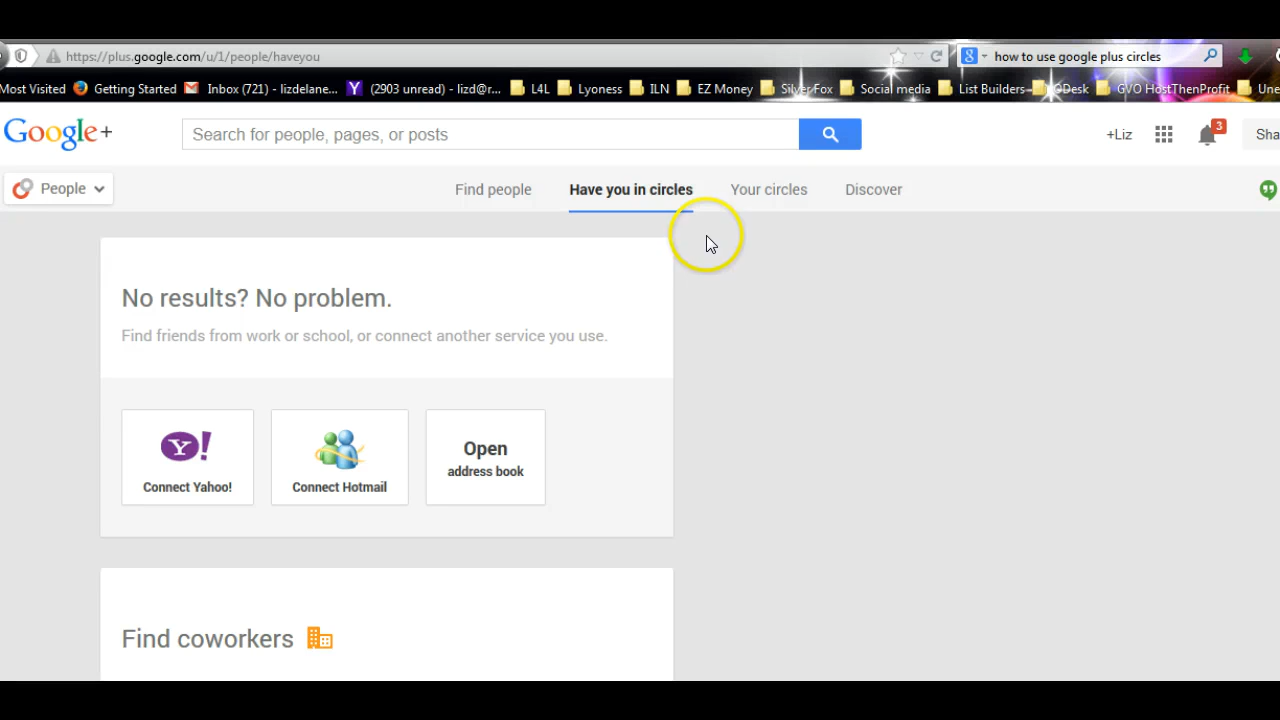 https://plus.google.com/u/1/people/haveyou
how to use google plus circles
Most Visited Getting Started Inbox (721) - lizdelane... (2903 unread) - lizd@r... L4L Lyoness ILN EZ Money Silver Fox Social media List Builders ODesk GVO HostThenProfit Une
Google+ Search for people, pages, or posts +Liz 3 Sha
People Find people Have you in circles Your circles Discover
No results? No problem.
Find friends from work or school, or connect another service you use.
Y! Open
address book
Connect Yahoo! Connect Hotmail
Find coworkers